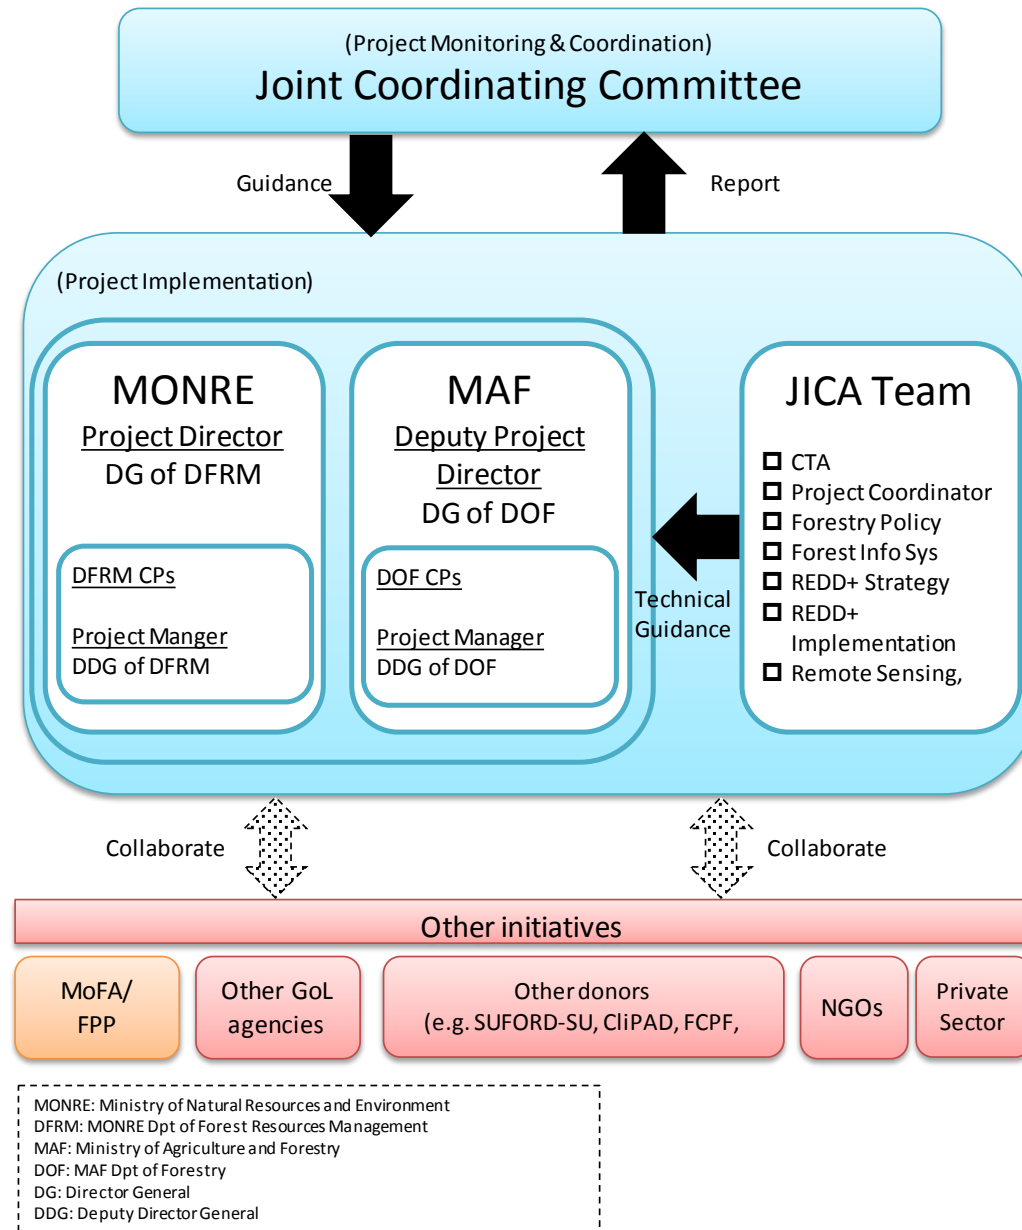 (Project Monitoring & Coordination)
Joint Coordinating Committee
Guidance
Report
(Project Implementation)
MONRE
Project Director
DG of DFRM
DFRM CPs
Project Manger
DDG of DFRM
MAF
Deputy Project
Director
DG of DOF
DOF CPs
Project Manager
DDG of DOF
Technical
Guidance
JICA Team
CTA
Project Coordinator
Forestry Policy
Forest Info Sys
REDD+ Strategy
REDD+
Implementation
Remote Sensing,
Collaborate
Collaborate
Other initiatives
MoFA/
FPP
Other GoL
agencies
Other donors
(e.g. SUFORD-SU, CliPAD, FCPF,
NGOs
Private
Sector
MONRE: Ministry of Natural Resources and Environment
DFRM: MONRE Dpt of Forest Resources Management
MAF: Ministry of Agriculture and Forestry
DOF: MAF Dpt of Forestry
DG: Director General
DDG: Deputy Director General